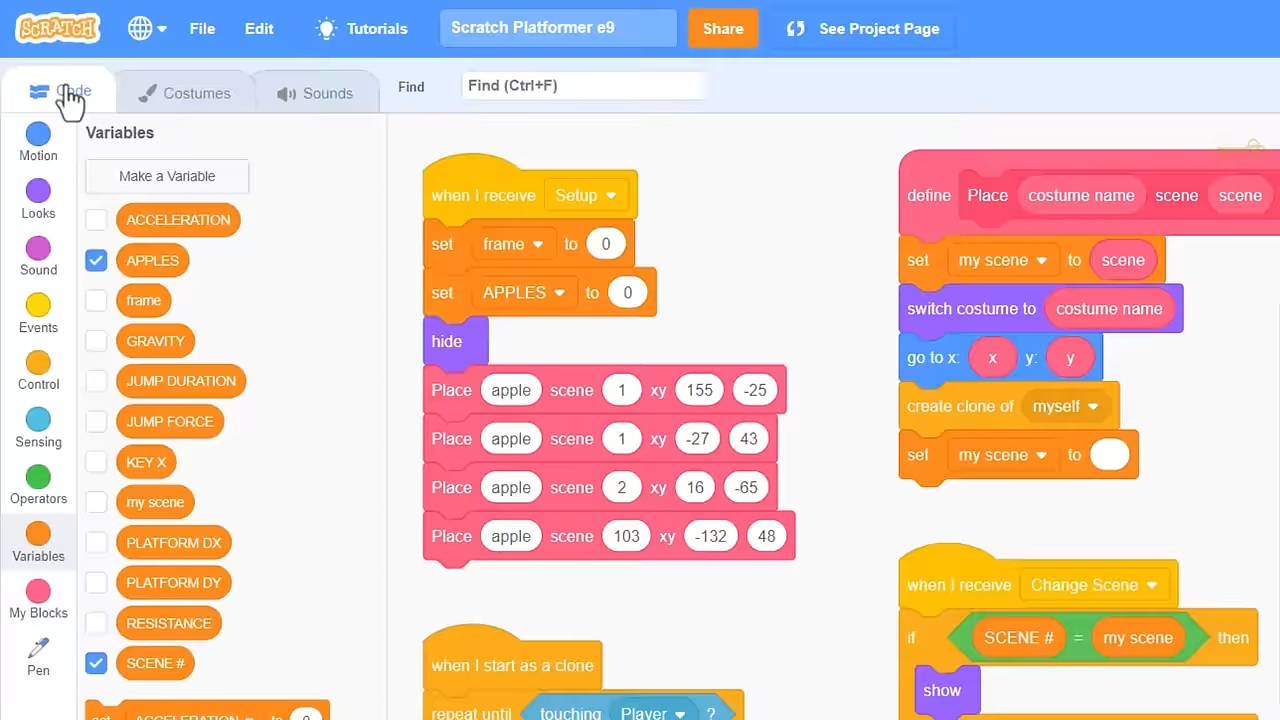 SCRATCH File Edit Tutorials Scratch Platformer e9 Share See Project Page
Code Costumes Sounds Find Find (Ctrl+F)
Motion
Looks
Sound
Events
Control
Sensing
Operators
Variables
My Blocks
Pen
Variables
Make a Variable
ACCELERATION
APPLES
frame
GRAVITY
JUMP DURATION
JUMP FORCE
KEY X
my scene
PLATFORM DX
PLATFORM DY
RESISTANCE
SCENE #
set ACCELERATION to 0
when I receive Setup
set frame to 0
set APPLES to 0
hide
Place apple scene 1 xy 155 -25
Place apple scene 1 xy -27 43
Place apple scene 2 xy 16 -65
Place apple scene 103 xy -132 48
when I start as a clone
repeat until touching Player ?
define Place costume name scene scene
set my scene to scene
switch costume to costume name
go to x: x y: y
create clone of myself
set my scene to
when I receive Change Scene
if SCENE # = my scene then
show